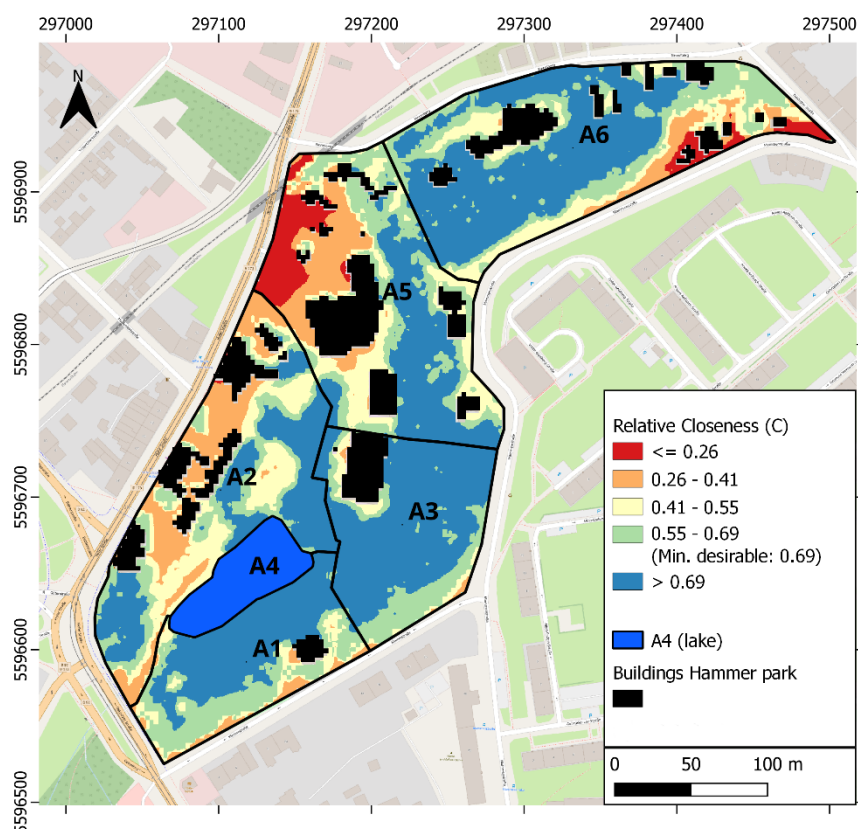 297000 297100 297200 297300 297400 297500
N
5596900
5596800
5596700
5596600
5596500
A6
A5
A2
A3
A4
A1
Relative Closeness (C)
<= 0.26
0.26 - 0.41
0.41 - 0.55
0.55 - 0.69
(Min. desirable: 0.69)
> 0.69
A4 (lake)
Buildings Hammer park
0 50 100 m